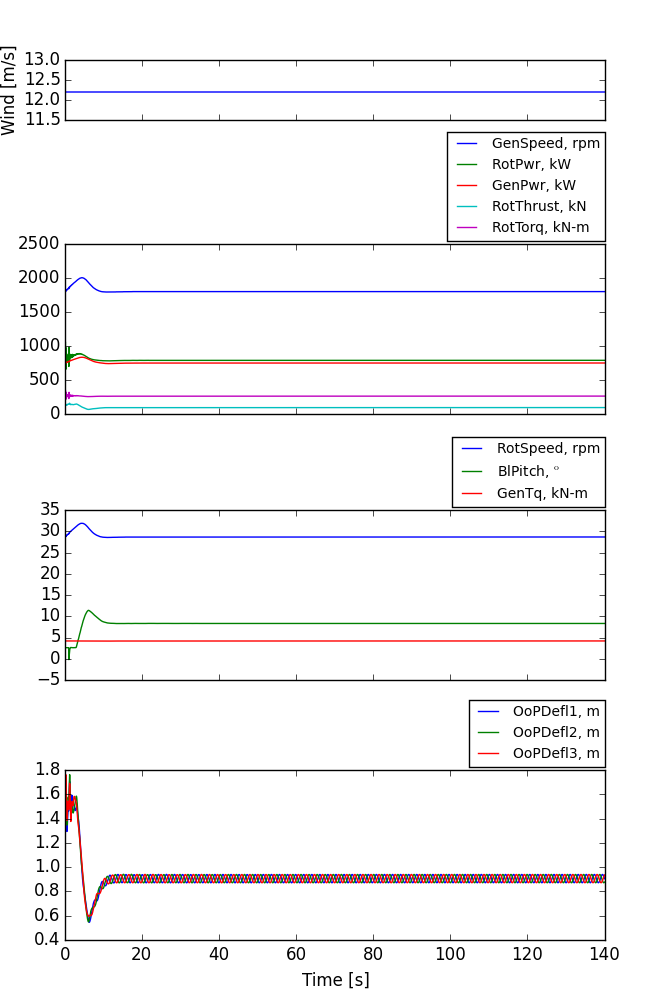 Wind [m/s]
13.0
12.5
12.0
11.5
GenSpeed, rpm
RotPwr, kW
GenPwr, kW
RotThrust, kN
RotTorq, kN-m
2500
2000
1500
1000
500
0
RotSpeed, rpm
BlPitch, °
GenTq, kN-m
35
30
25
20
15
10
5
0
−5
OoPDefl1, m
OoPDefl2, m
OoPDefl3, m
1.8
1.6
1.4
1.2
1.0
0.8
0.6
0.4
0 20 40 60 80 100 120 140
Time [s]